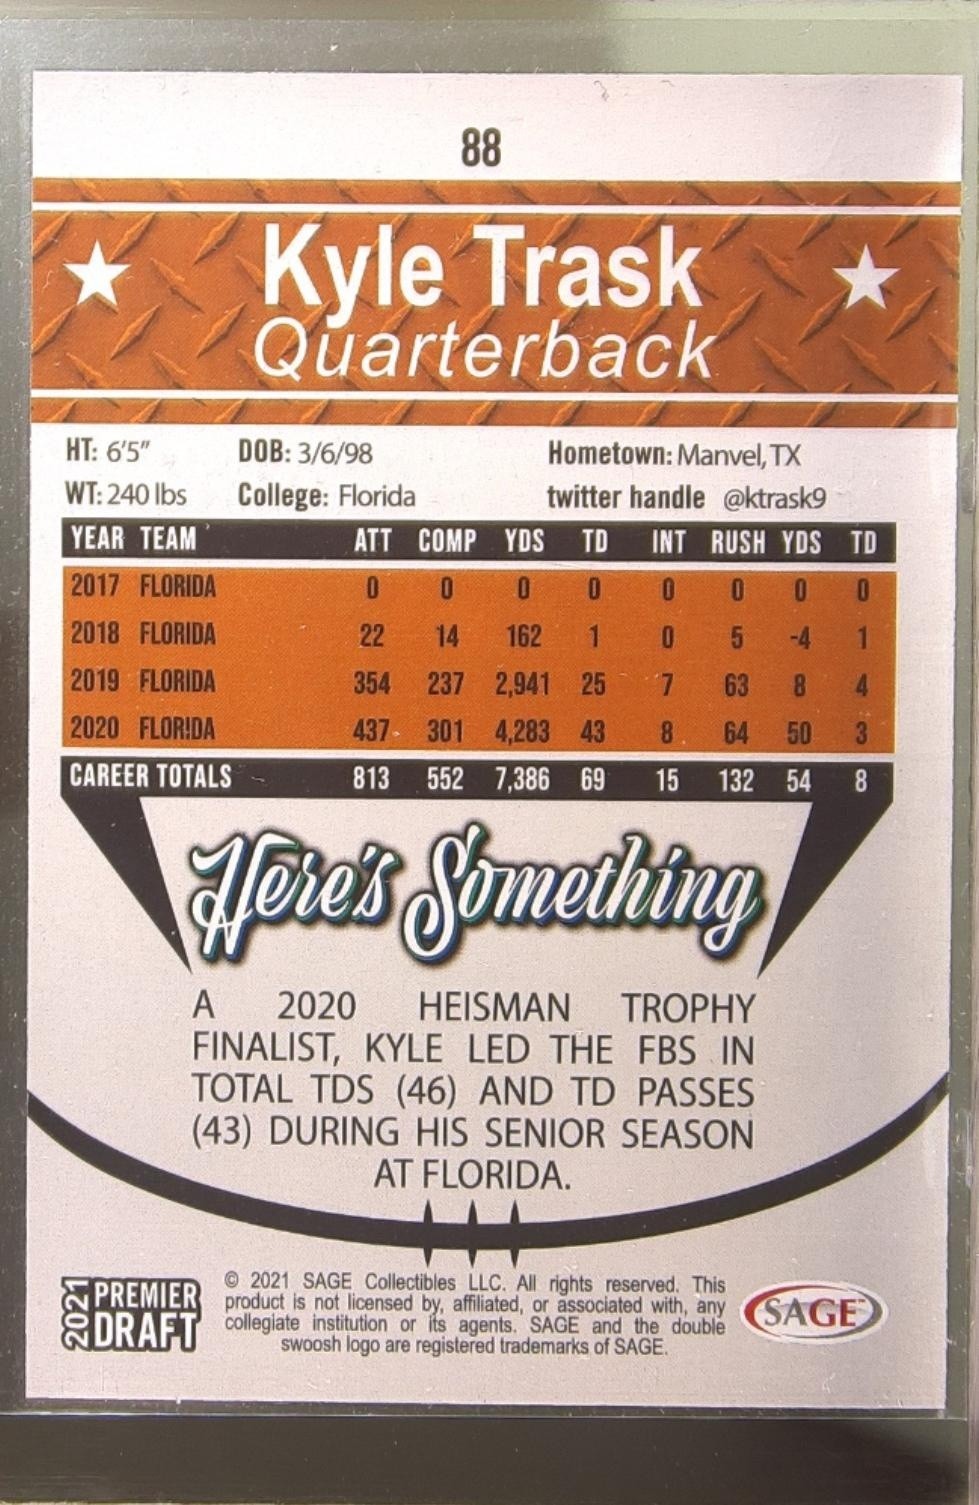 88
Kyle Trask
Quarterback
HT: 6'5" DOB: 3/6/98 Hometown: Manvel, TX
WT: 240 lbs College: Florida twitter handle @ktrask9
YEAR TEAM ATT COMP YDS TD INT RUSH YDS TD
2017 FLORIDA 0 0 0 0 0 0 0 0
2018 FLORIDA 22 14 162 1 0 5 -4 1
2019 FLORIDA 354 237 2,941 25 7 63 8 4
2020 FLORIDA 437 301 4,283 43 8 64 50 3
CAREER TOTALS 813 552 7,386 69 15 132 54 8
Here's Something
A 2020 HEISMAN TROPHY
FINALIST, KYLE LED THE FBS IN
TOTAL TDS (46) AND TD PASSES
(43) DURING HIS SENIOR SEASON
AT FLORIDA.
2021 PREMIER
DRAFT
© 2021 SAGE Collectibles LLC. All rights reserved. This
product is not licensed by, affiliated, or associated with, any
collegiate institution or its agents. SAGE and the double
swoosh logo are registered trademarks of SAGE.
SAGE™